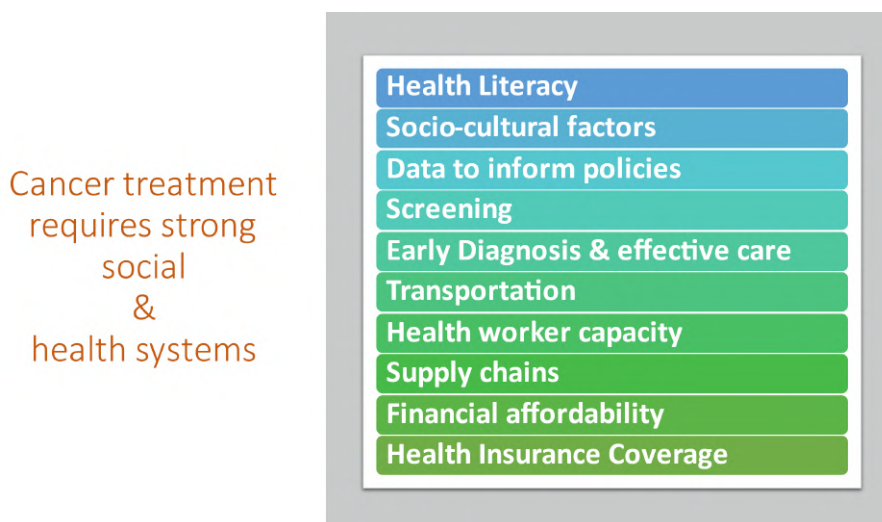 Cancer treatment
requires strong
social
&
health systems
Health Literacy
Socio-cultural factors
Data to inform policies
Screening
Early Diagnosis & effective care
Transportation
Health worker capacity
Supply chains
Financial affordability
Health Insurance Coverage